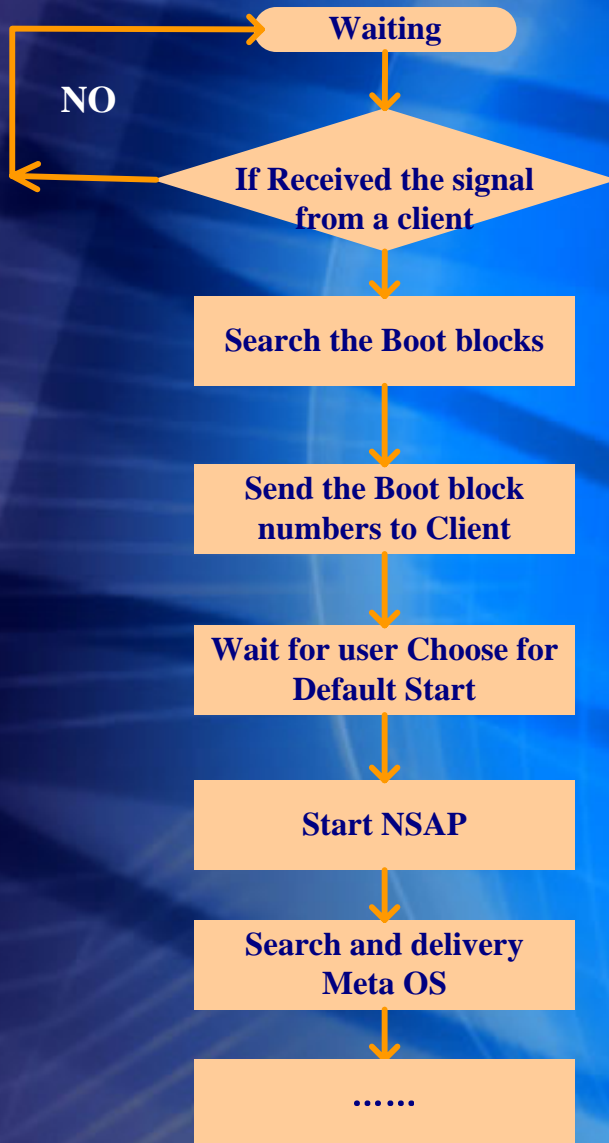 Waiting
NO
If Received the signal
from a client
Search the Boot blocks
Send the Boot block
numbers to Client
Wait for user Choose for
Default Start
Start NSAP
Search and delivery
Meta OS
……